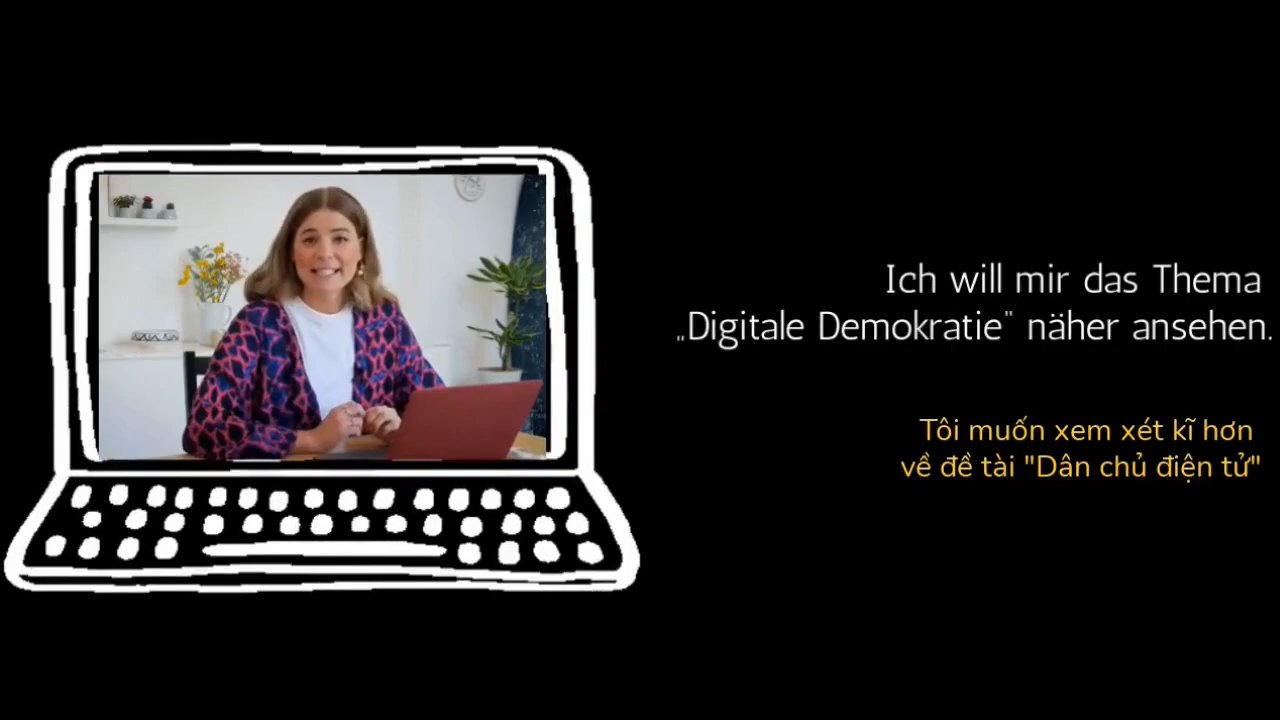 Ich will mir das Thema
„Digitale Demokratie" näher ansehen.
Tôi muốn xem xét kĩ hơn
về đề tài "Dân chủ điện tử"